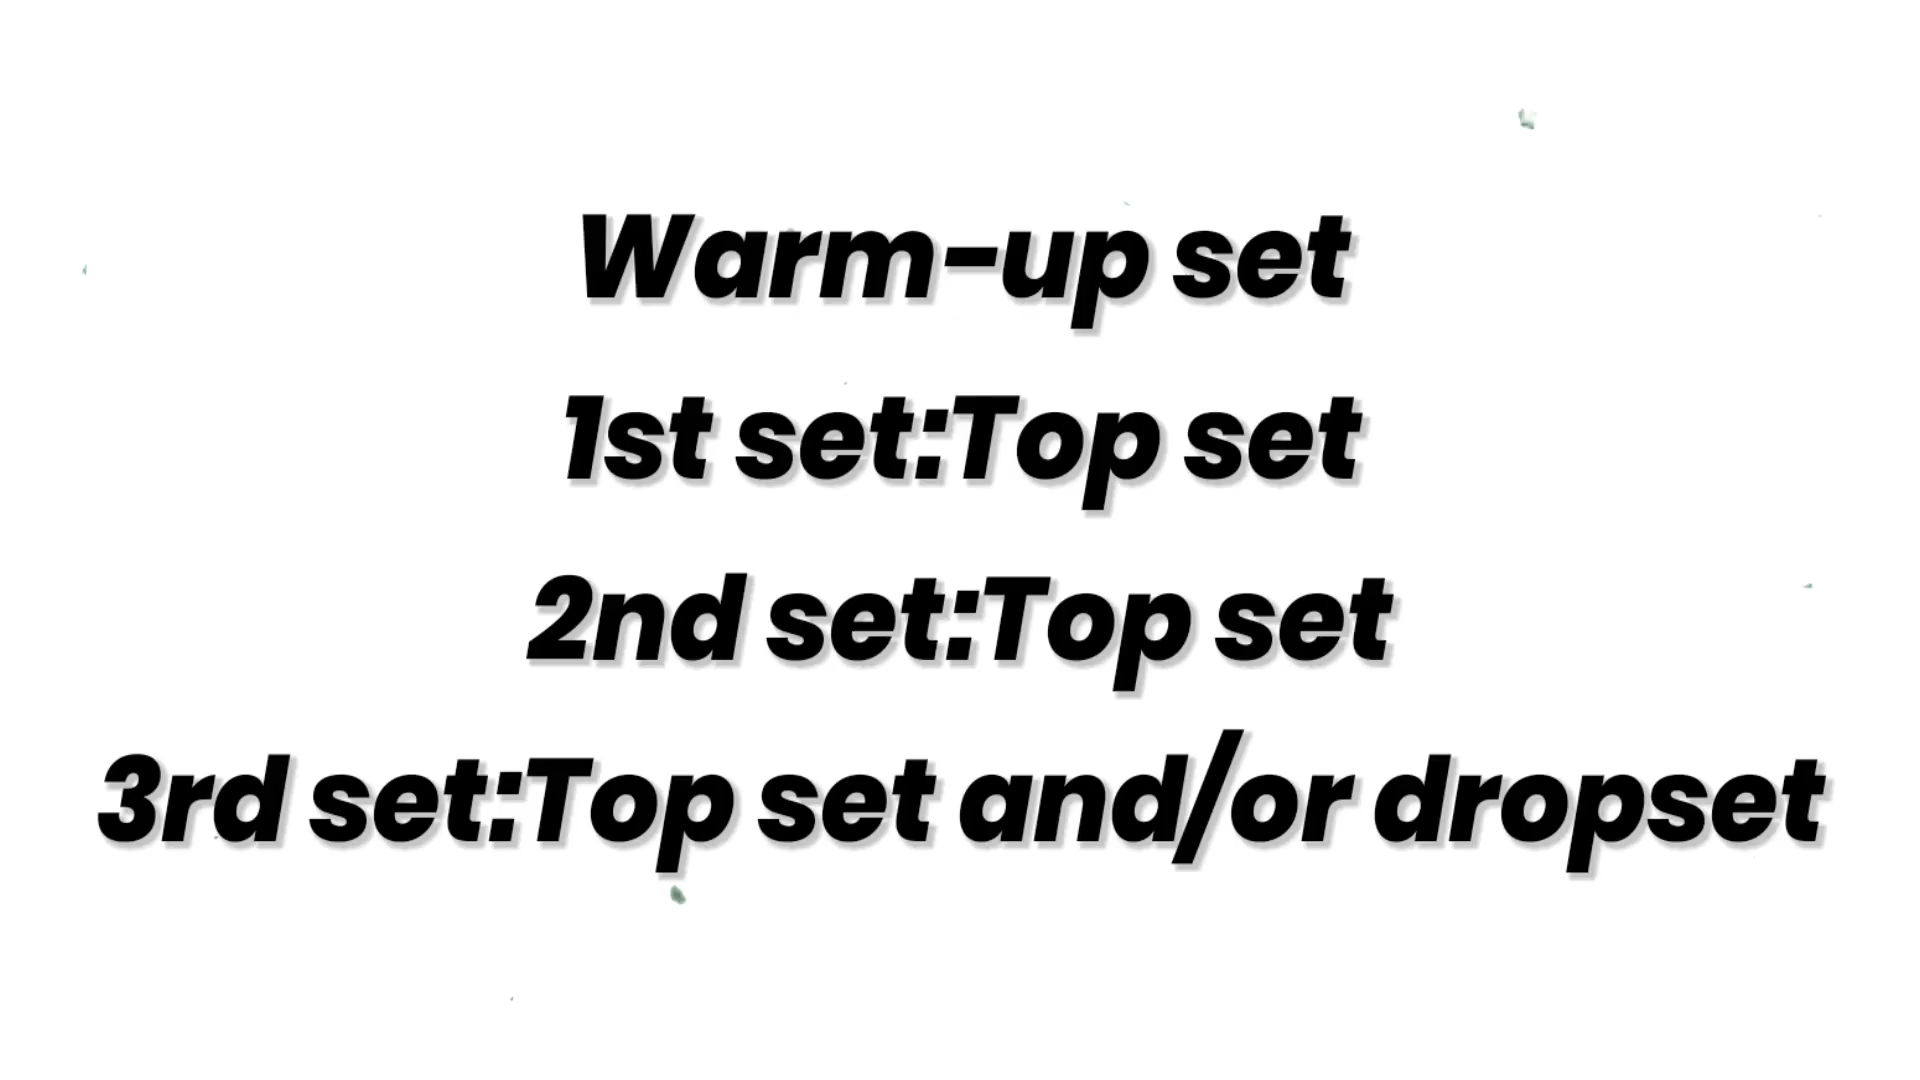 Warm-up set
1st set:Top set
2nd set:Top set
3rd set:Top set and/or dropset